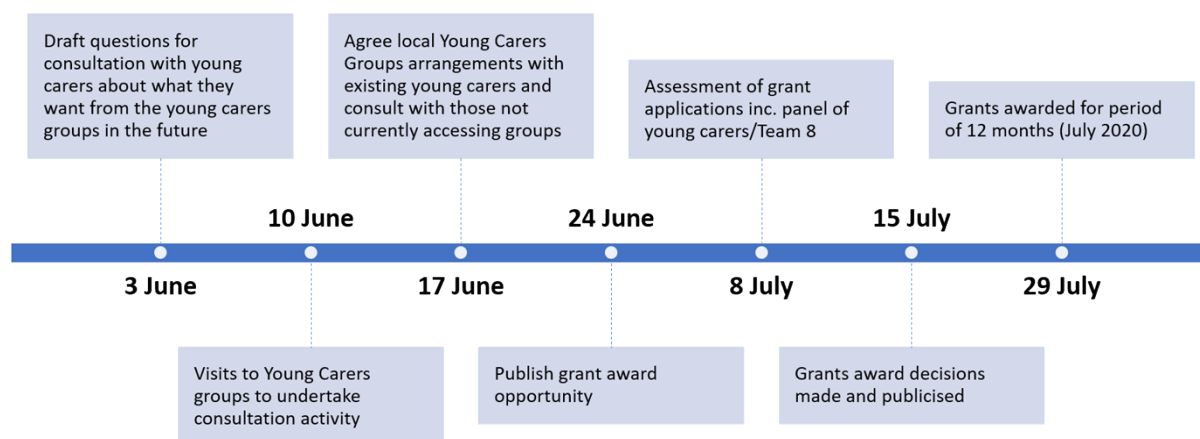 Draft questions for
consultation with young
carers about what they
want from the young carers
groups in the future
Agree local Young Carers
Groups arrangements with
existing young carers and
consult with those not
currently accessing groups
Assessment of grant
applications inc. panel of
young carers/Team 8
Grants awarded for period
of 12 months (July 2020)
10 June
24 June
15 July
3 June
17 June
8 July
29 July
Visits to Young Carers
groups to undertake
consultation activity
Publish grant award
opportunity
Grants award decisions
made and publicised